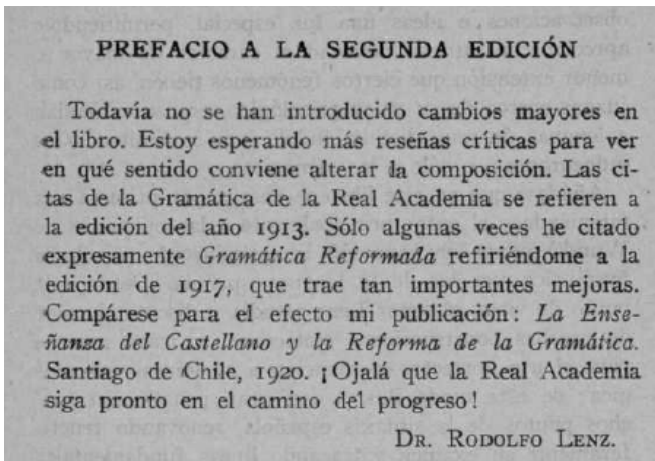 PREFACIO A LA SEGUNDA EDICIÓN
Todavía no se han introducido cambios mayores en
el libro. Estoy esperando más reseñas críticas para ver
en qué sentido conviene alterar la composición. Las ci-
tas de la Gramática de la Real Academia se refieren a
la edición del año 1913. Sólo algunas veces he citado
expresamente Gramática Reformada refiriéndome a la
edición de 1917, que trae tan importantes mejoras.
Compárese para el efecto mi publicación: La Ense-
ñanza del Castellano y la Reforma de la Gramática.
Santiago de Chile, 1920. ¡Ojalá que la Real Academia
siga pronto en el camino del progreso!
DR. RODOLFO LENZ.